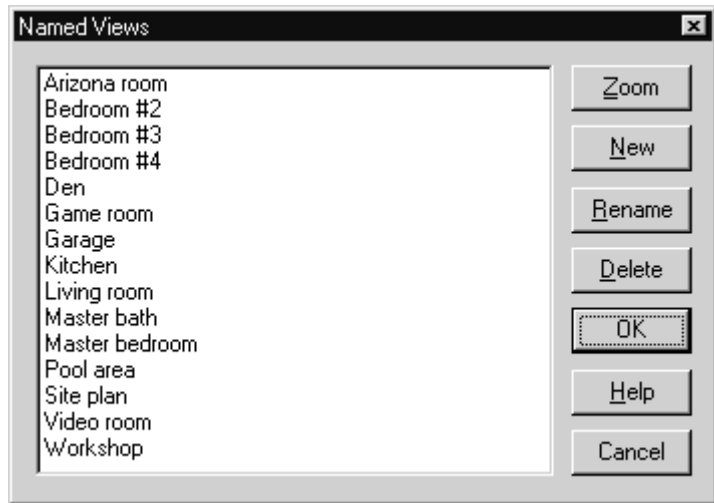 Named Views
Arizona room
Bedroom #2
Bedroom #3
Bedroom #4
Den
Game room
Garage
Kitchen
Living room
Master bath
Master bedroom
Pool area
Site plan
Video room
Workshop
Zoom
New
Rename
Delete
OK
Help
Cancel